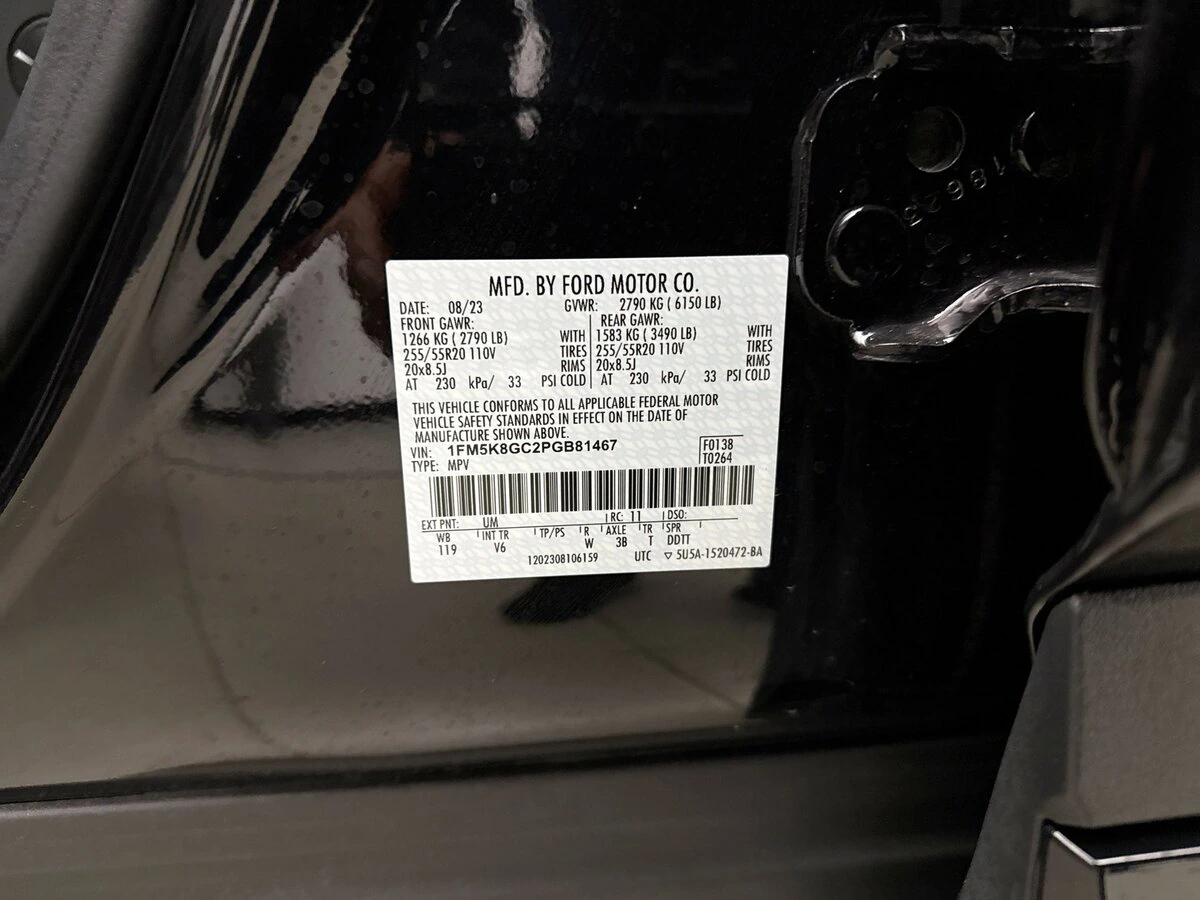 MFD. BY FORD MOTOR CO.
DATE: 08/23 GVWR: 2790 KG ( 6150 LB)
FRONT GAWR: REAR GAWR:
1266 KG ( 2790 LB) WITH 1583 KG ( 3490 LB) WITH
255/55R20 110V TIRES 255/55R20 110V TIRES
20x8.5J RIMS 20x8.5J RIMS
AT 230 kPa/ 33 PSI COLD AT 230 kPa/ 33 PSI COLD
THIS VEHICLE CONFORMS TO ALL APPLICABLE FEDERAL MOTOR
VEHICLE SAFETY STANDARDS IN EFFECT ON THE DATE OF
MANUFACTURE SHOWN ABOVE.
VIN: 1FM5K8GC2PGB81467 F0138
TYPE: MPV T0264
EXT PNT: UM RC: 11 DSO:
WB INT TR TP/PS R AXLE TR SPR
119 V6 W 3B T DDTT
1202308106159 UTC ▽ 5U5A-1520472-BA